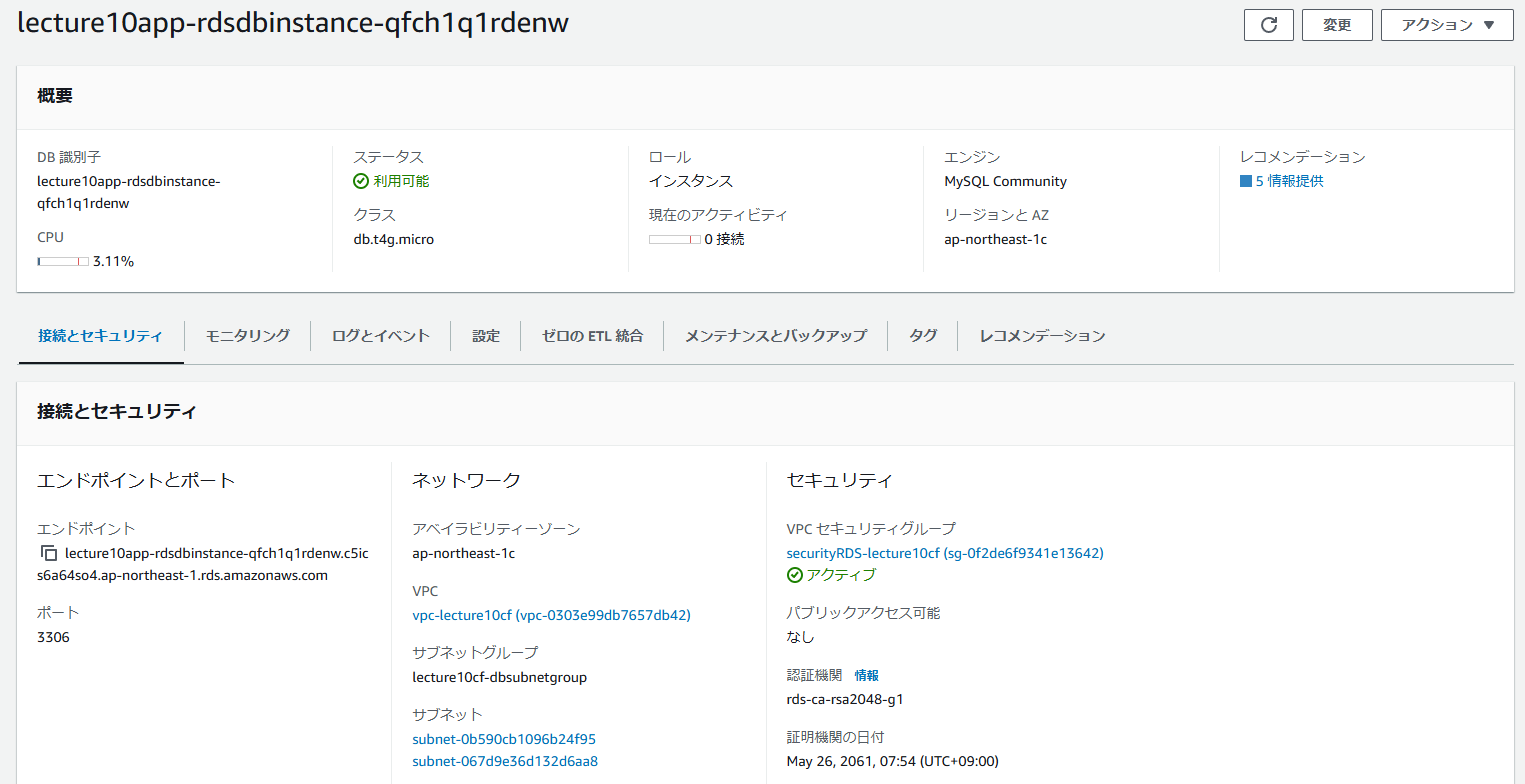 lecture10app-rdsdbinstance-qfch1q1rdenw
変更
アクション
概要
DB 識別子
lecture10app-rdsdbinstance-
qfch1q1rdenw
CPU
3.11%
ステータス
利用可能
クラス
db.t4g.micro
ロール
インスタンス
現在のアクティビティ
0 接続
エンジン
MySQL Community
リージョンと AZ
ap-northeast-1c
レコメンデーション
5 情報提供
接続とセキュリティ
モニタリング
ログとイベント
設定
ゼロの ETL 統合
メンテナンスとバックアップ
タグ
レコメンデーション
接続とセキュリティ
エンドポイントとポート
エンドポイント
lecture10app-rdsdbinstance-qfch1q1rdenw.c5ic
s6a64so4.ap-northeast-1.rds.amazonaws.com
ポート
3306
ネットワーク
アベイラビリティーゾーン
ap-northeast-1c
VPC
vpc-lecture10cf (vpc-0303e99db7657db42)
サブネットグループ
lecture10cf-dbsubnetgroup
サブネット
subnet-0b590cb1096b24f95
subnet-067d9e36d132d6aa8
セキュリティ
VPC セキュリティグループ
securityRDS-lecture10cf (sg-0f2de6f9341e13642)
アクティブ
パブリックアクセス可能
なし
認証機関 情報
rds-ca-rsa2048-g1
証明機関の日付
May 26, 2061, 07:54 (UTC+09:00)